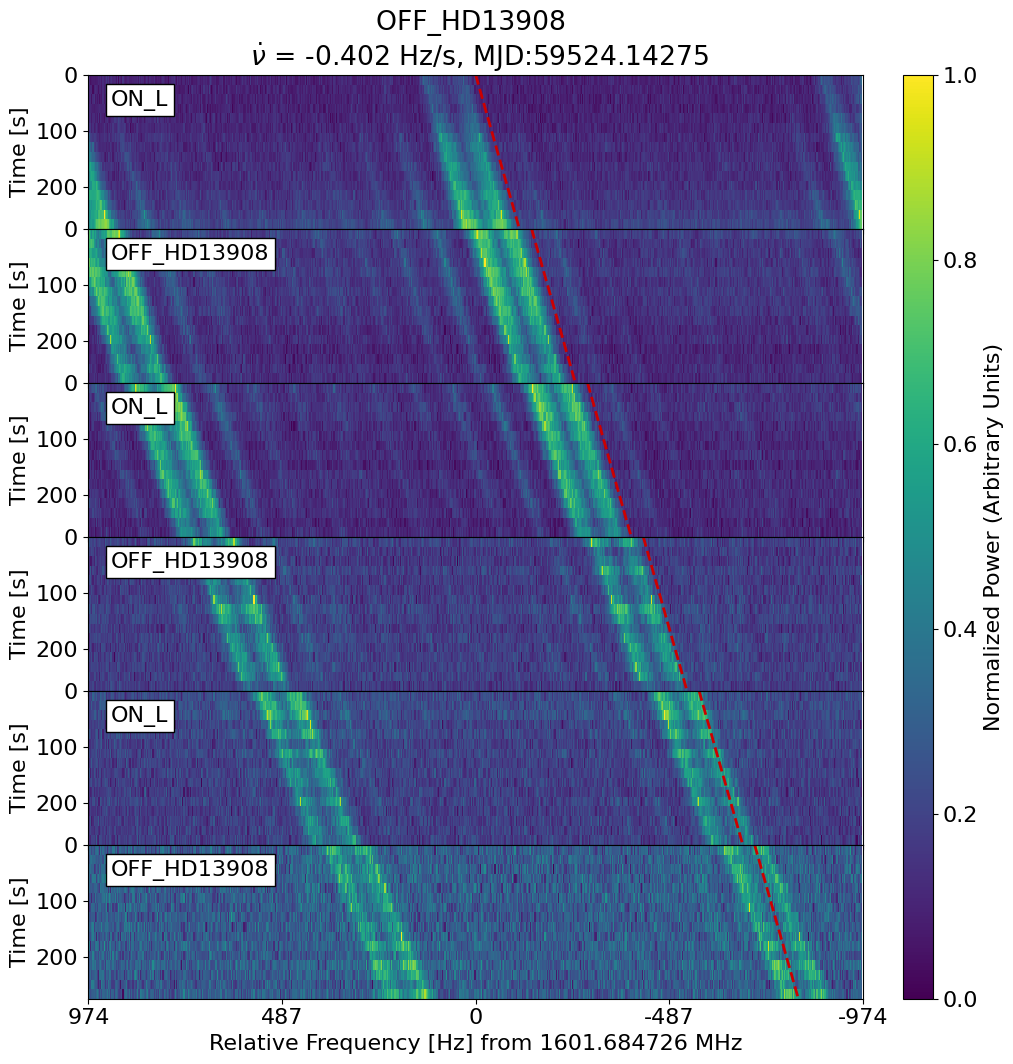 OFF_HD13908
ν̇ = -0.402 Hz/s, MJD:59524.14275
ON_L
OFF_HD13908
ON_L
OFF_HD13908
ON_L
OFF_HD13908
Time [s]
0
100
200
Time [s]
0
100
200
Time [s]
0
100
200
Time [s]
0
100
200
Time [s]
0
100
200
Time [s]
0
100
200
974
487
0
-487
-974
Relative Frequency [Hz] from 1601.684726 MHz
1.0
0.8
0.6
0.4
0.2
0.0
Normalized Power (Arbitrary Units)